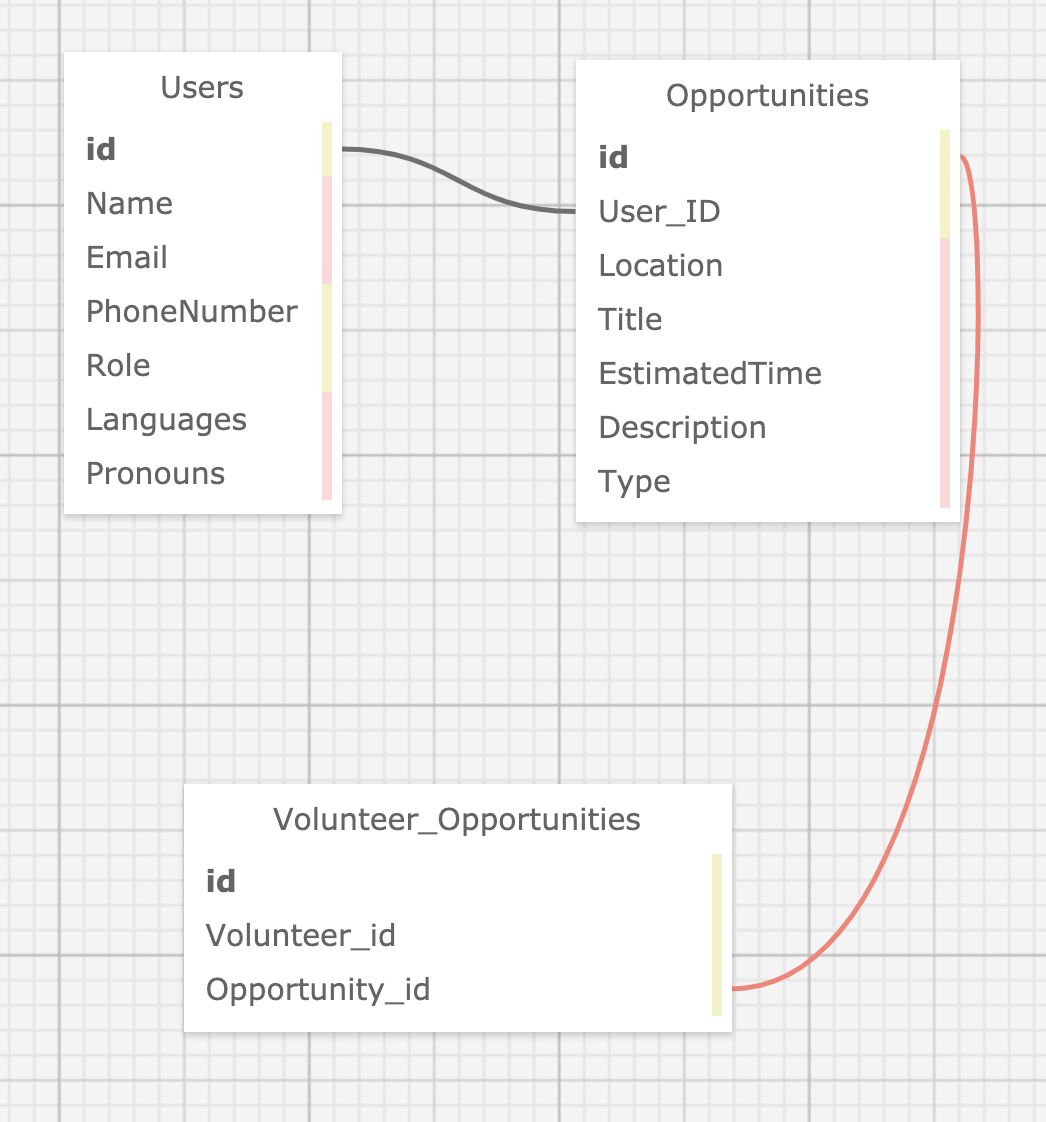 Users
id
Name
Email
PhoneNumber
Role
Languages
Pronouns
Opportunities
id
User_ID
Location
Title
EstimatedTime
Description
Type
Volunteer_Opportunities
id
Volunteer_id
Opportunity_id